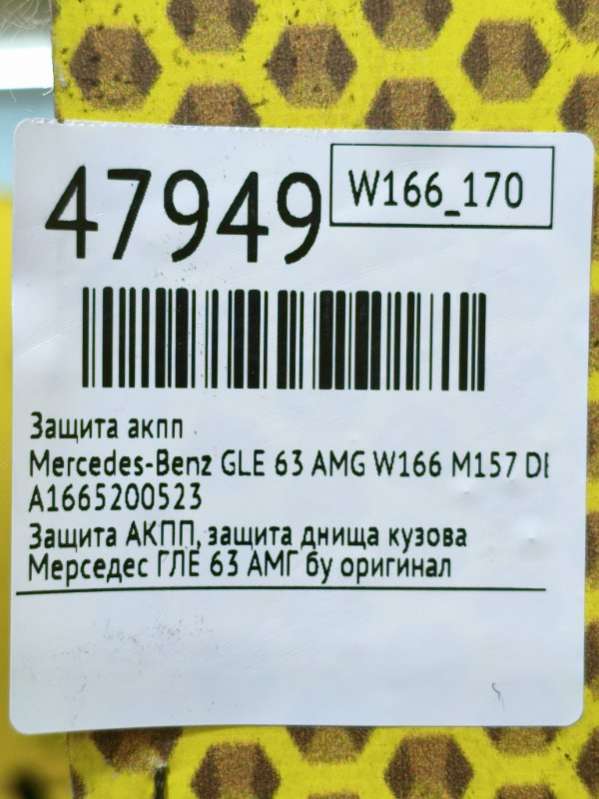 47949
W166_170
Защита акпп
Mercedes-Benz GLE 63 AMG W166 M157
A1665200523
Защита АКПП, защита днища кузова
Мерседес ГЛЕ 63 АМГ бу оригинал